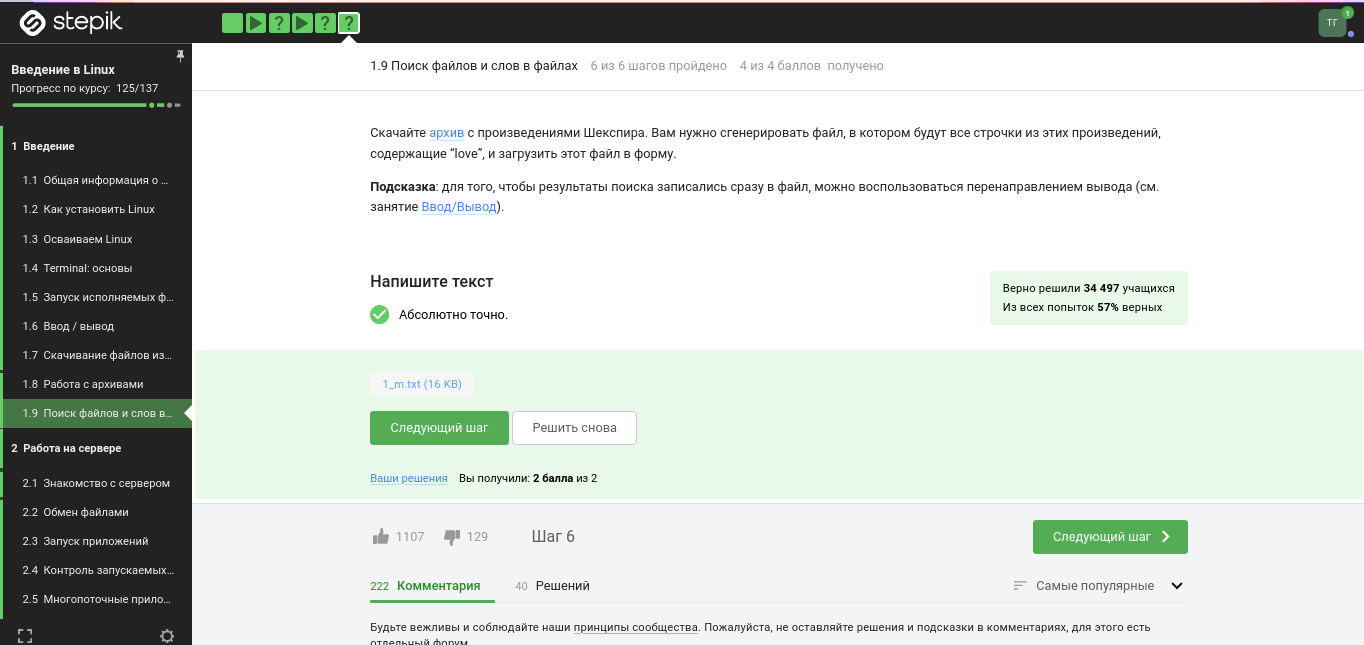 stepik
? ? ?
ТГ
1
Введение в Linux
Прогресс по курсу: 125/137
1 Введение
1.1 Общая информация о ...
1.2 Как установить Linux
1.3 Осваиваем Linux
1.4 Terminal: основы
1.5 Запуск исполняемых ф...
1.6 Ввод / вывод
1.7 Скачивание файлов из...
1.8 Работа с архивами
1.9 Поиск файлов и слов в...
2 Работа на сервере
2.1 Знакомство с сервером
2.2 Обмен файлами
2.3 Запуск приложений
2.4 Контроль запускаемых...
2.5 Многопоточные прило...
1.9 Поиск файлов и слов в файлах 6 из 6 шагов пройдено 4 из 4 баллов получено
Скачайте архив с произведениями Шекспира. Вам нужно сгенерировать файл, в котором будут все строчки из этих произведений,
содержащие “love”, и загрузить этот файл в форму.
Подсказка: для того, чтобы результаты поиска записались сразу в файл, можно воспользоваться перенаправлением вывода (см.
занятие Ввод/Вывод).
Напишите текст
Абсолютно точно.
Верно решили 34 497 учащихся
Из всех попыток 57% верных
1_m.txt (16 KB)
Следующий шаг Решить снова
Ваши решения Вы получили: 2 балла из 2
1107 129 Шаг 6 Следующий шаг
222 Комментария 40 Решений Самые популярные
Будьте вежливы и соблюдайте наши принципы сообщества. Пожалуйста, не оставляйте решения и подсказки в комментариях, для этого есть
отдельный форум.